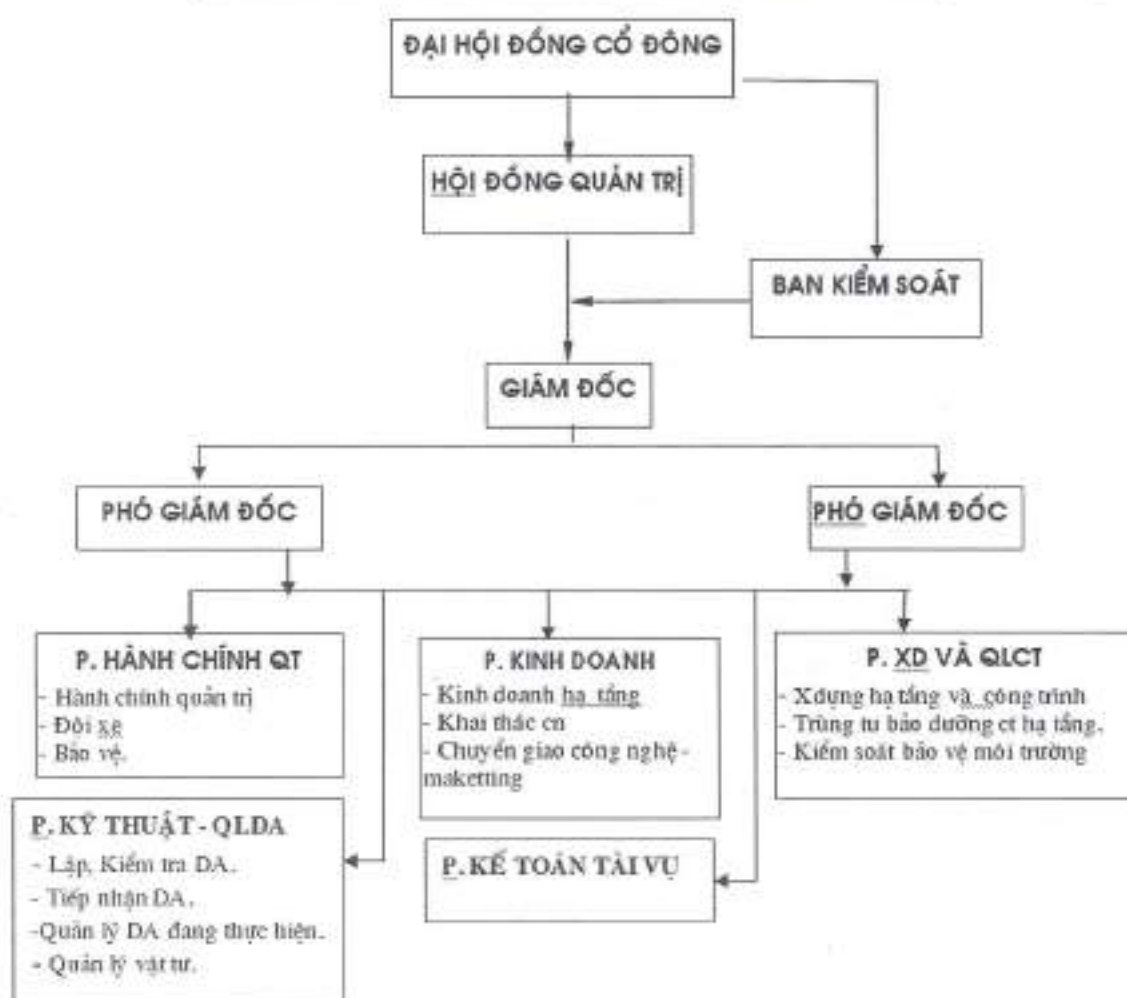 ĐẠI HỘI ĐỒNG CỔ ĐÔNG
HỘI ĐỒNG QUẢN TRỊ
BAN KIỂM SOÁT
GIÁM ĐỐC
PHÓ GIÁM ĐỐC
PHÓ GIÁM ĐỐC
P. HÀNH CHÍNH QT
- Hành chính quản trị
- Đội xe
- Bảo vệ.
P. KINH DOANH
- Kinh doanh hạ tầng
- Khai thác cn
- Chuyển giao công nghệ -
maketting
P. XD VÀ QLCT
- Xdựng hạ tầng và công trình
- Trùng tu bảo dưỡng ct hạ tầng.
- Kiểm soát bảo vệ môi trường
P. KỸ THUẬT - QLDA
- Lập, Kiểm tra DA.
- Tiếp nhận DA.
-Quản lý DA đang thực hiện.
- Quản lý vật tư.
P. KẾ TOÁN TÀI VỤ